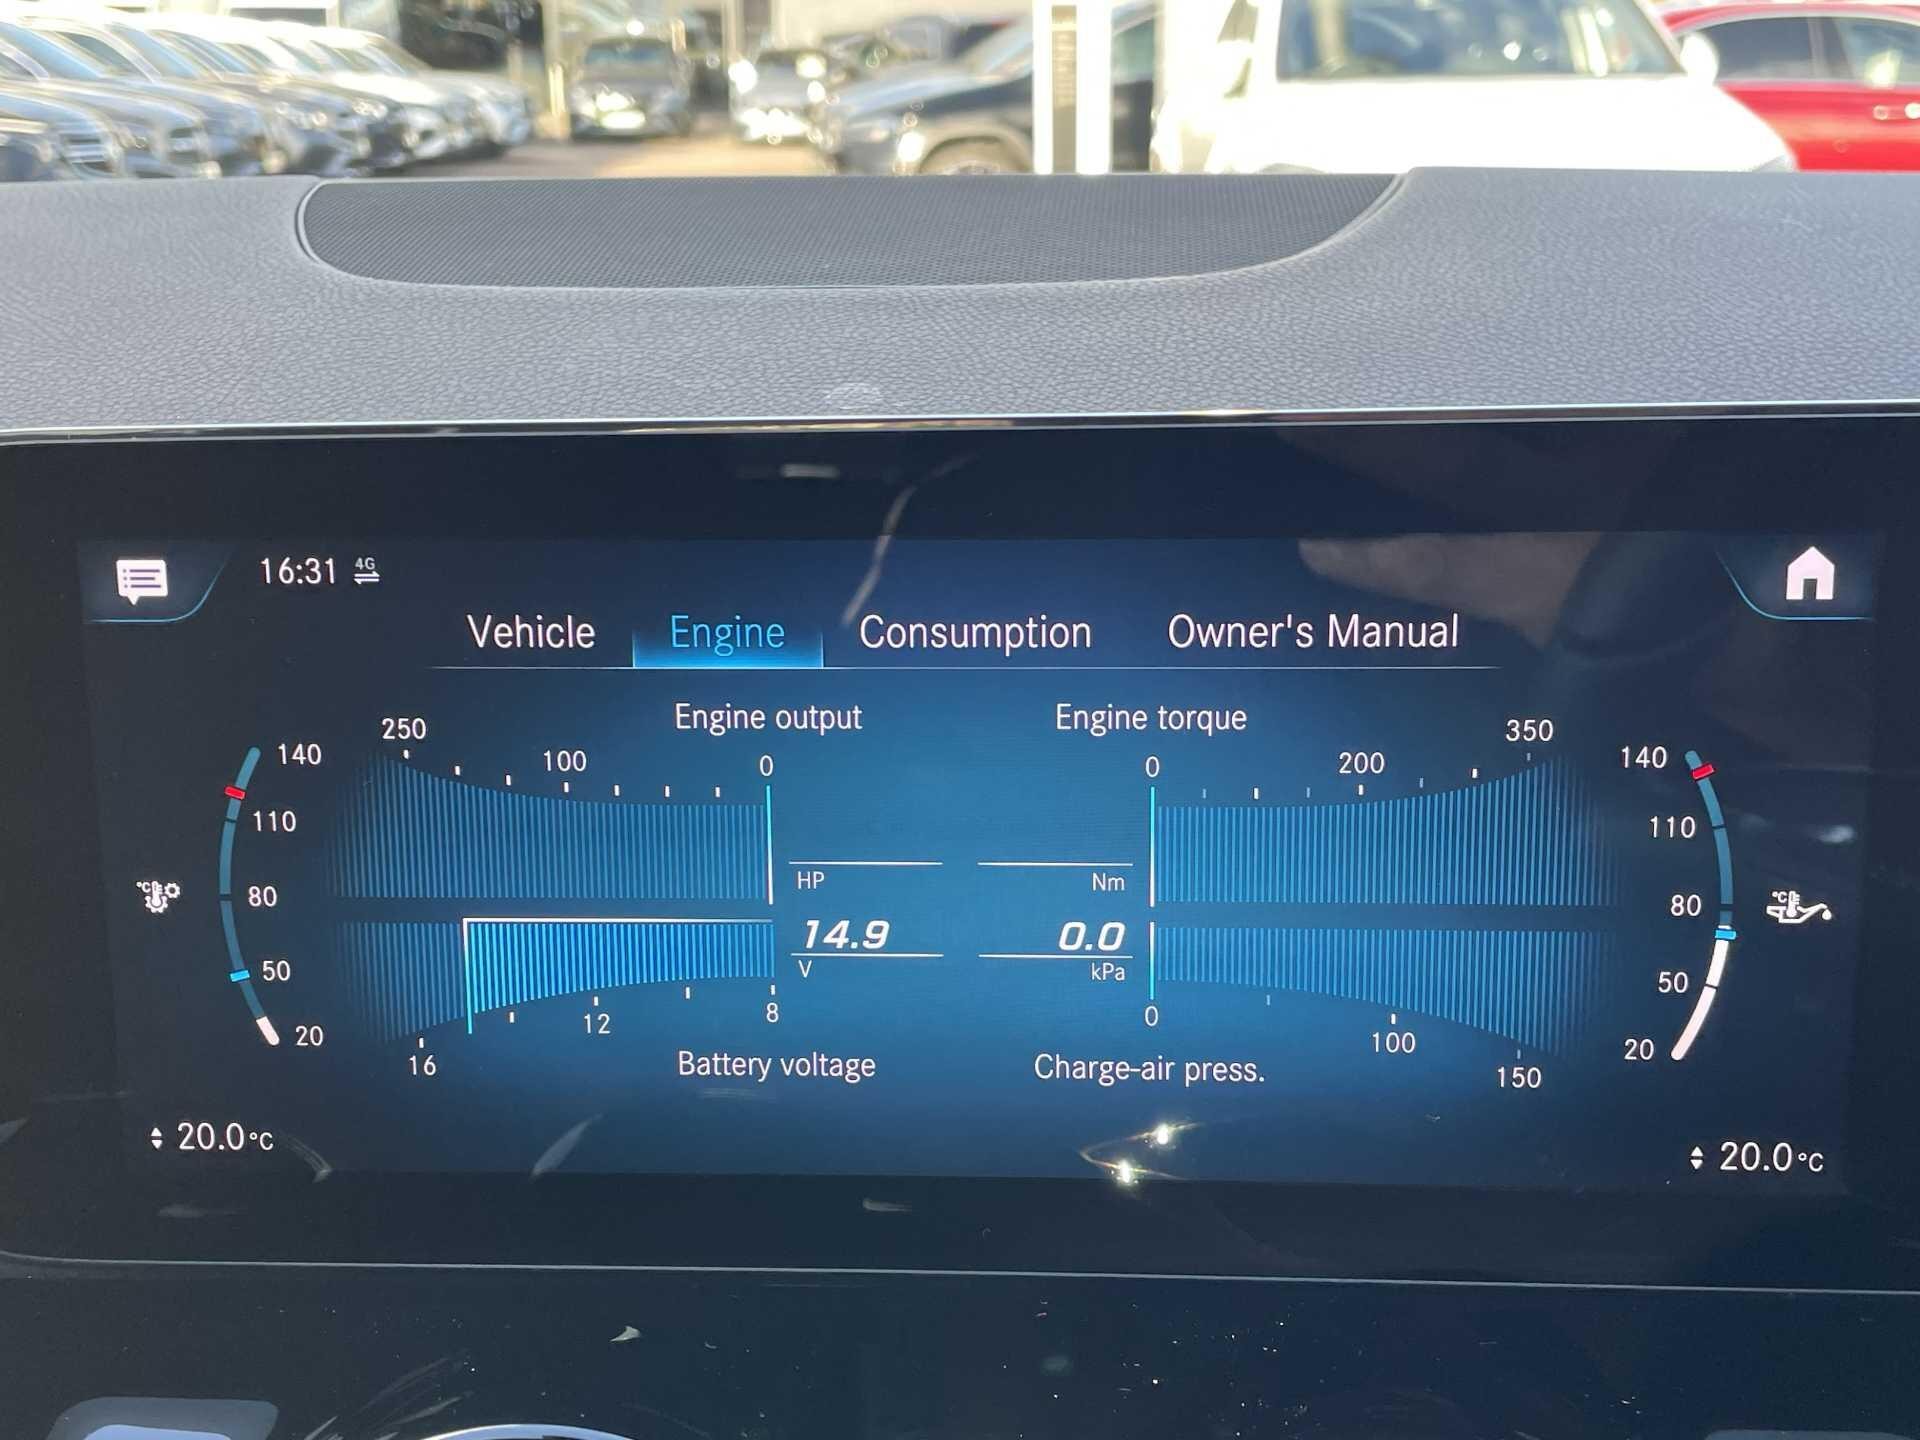 16:31 4G
Vehicle Engine Consumption Owner's Manual
Engine output Engine torque
250 100 0 0 200 350
140 140
110 110
80 80
50 50
20 20
°C °C
HP Nm
14.9 0.0
V kPa
16 12 8 0 100 150
Battery voltage Charge-air press.
20.0°C 20.0°C